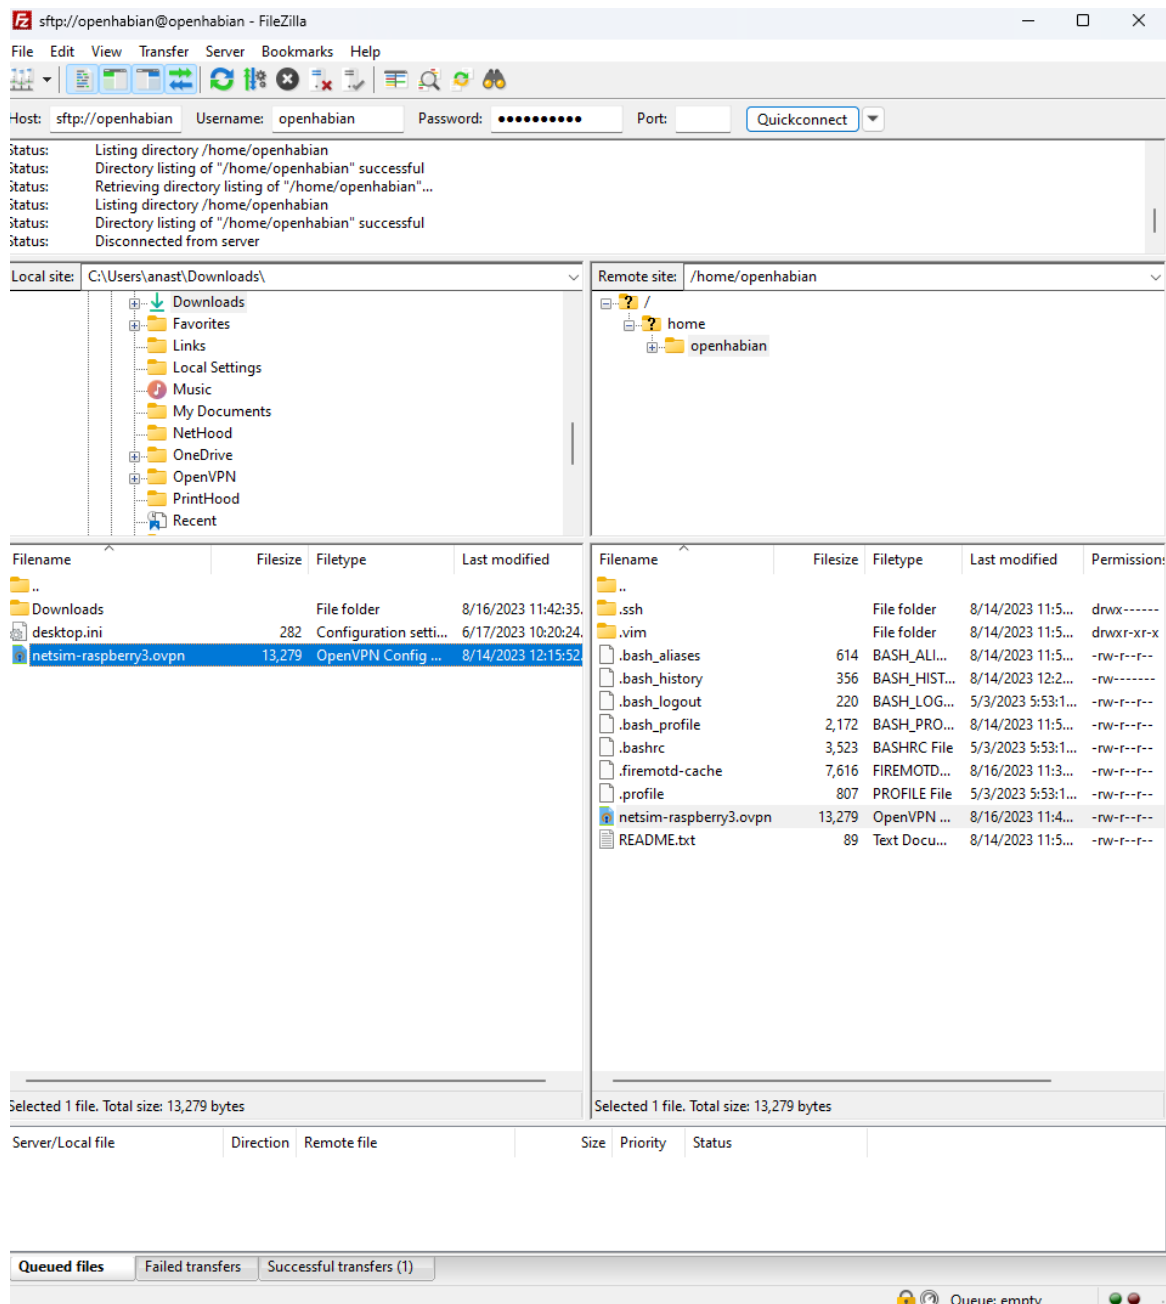 sftp://openhabian@openhabian - FileZilla
File Edit View Transfer Server Bookmarks Help
Host: sftp://openhabian Username: openhabian Password: ●●●●●●●●●● Port: Quickconnect
Status: Listing directory /home/openhabian
Status: Directory listing of "/home/openhabian" successful
Status: Retrieving directory listing of "/home/openhabian"...
Status: Listing directory /home/openhabian
Status: Directory listing of "/home/openhabian" successful
Status: Disconnected from server
Local site: C:\Users\anast\Downloads\
Downloads
Favorites
Links
Local Settings
Music
My Documents
NetHood
OneDrive
OpenVPN
PrintHood
Recent
Remote site: /home/openhabian
? /
? home
openhabian
Filename Filesize Filetype Last modified
..
Downloads File folder 8/16/2023 11:42:35.
desktop.ini 282 Configuration setti... 6/17/2023 10:20:24.
netsim-raspberry3.ovpn 13,279 OpenVPN Config ... 8/14/2023 12:15:52.
Selected 1 file. Total size: 13,279 bytes
Filename Filesize Filetype Last modified Permissions
..
.ssh File folder 8/14/2023 11:5... drwx------
.vim File folder 8/14/2023 11:5... drwxr-xr-x
.bash_aliases 614 BASH_ALI... 8/14/2023 11:5... -rw-r--r--
.bash_history 356 BASH_HIST... 8/14/2023 12:2... -rw-------
.bash_logout 220 BASH_LOG... 5/3/2023 5:53:1... -rw-r--r--
.bash_profile 2,172 BASH_PRO... 8/14/2023 11:5... -rw-r--r--
.bashrc 3,523 BASHRC File 5/3/2023 5:53:1... -rw-r--r--
.firemotd-cache 7,616 FIREMOTD... 8/16/2023 11:3... -rw-r--r--
.profile 807 PROFILE File 5/3/2023 5:53:1... -rw-r--r--
netsim-raspberry3.ovpn 13,279 OpenVPN ... 8/16/2023 11:4... -rw-r--r--
README.txt 89 Text Docu... 8/14/2023 11:5... -rw-r--r--
Selected 1 file. Total size: 13,279 bytes
Server/Local file Direction Remote file Size Priority Status
Queued files Failed transfers Successful transfers (1)
Queue: empty